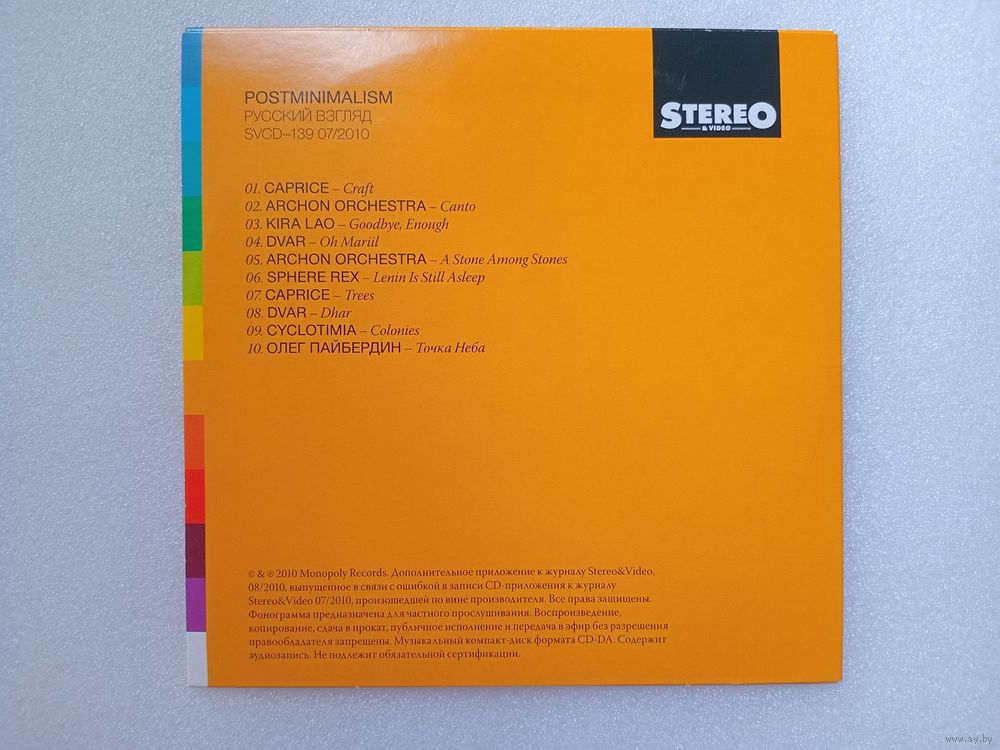 POSTMINIMALISM
РУССКИЙ ВЗГЛЯД
SVCD–139 07/2010
STEREO
& VIDEO
01. CAPRICE – Craft
02. ARCHON ORCHESTRA – Canto
03. KIRA LAO – Goodbye, Enough
04. DVAR – Oh Mariil
05. ARCHON ORCHESTRA – A Stone Among Stones
06. SPHERE REX – Lenin Is Still Asleep
07. CAPRICE – Trees
08. DVAR – Dhar
09. CYCLOTIMIA – Colonies
10. ОЛЕГ ПАЙБЕРДИН – Точка Неба
© & ℗ 2010 Monopoly Records. Дополнительное приложение к журналу Stereo&Video,
08/2010, выпущенное в связи с ошибкой в записи CD-приложения к журналу
Stereo&Video 07/2010, произошедшей по вине производителя. Все права защищены.
Фонограмма предназначена для частного прослушивания. Воспроизведение,
копирование, сдача в прокат, публичное исполнение и передача в эфир без разрешения
правообладателя запрещены. Музыкальный компакт-диск формата CD-DA. Содержит
аудиозапись. Не подлежит обязательной сертификации.
www.ay.by